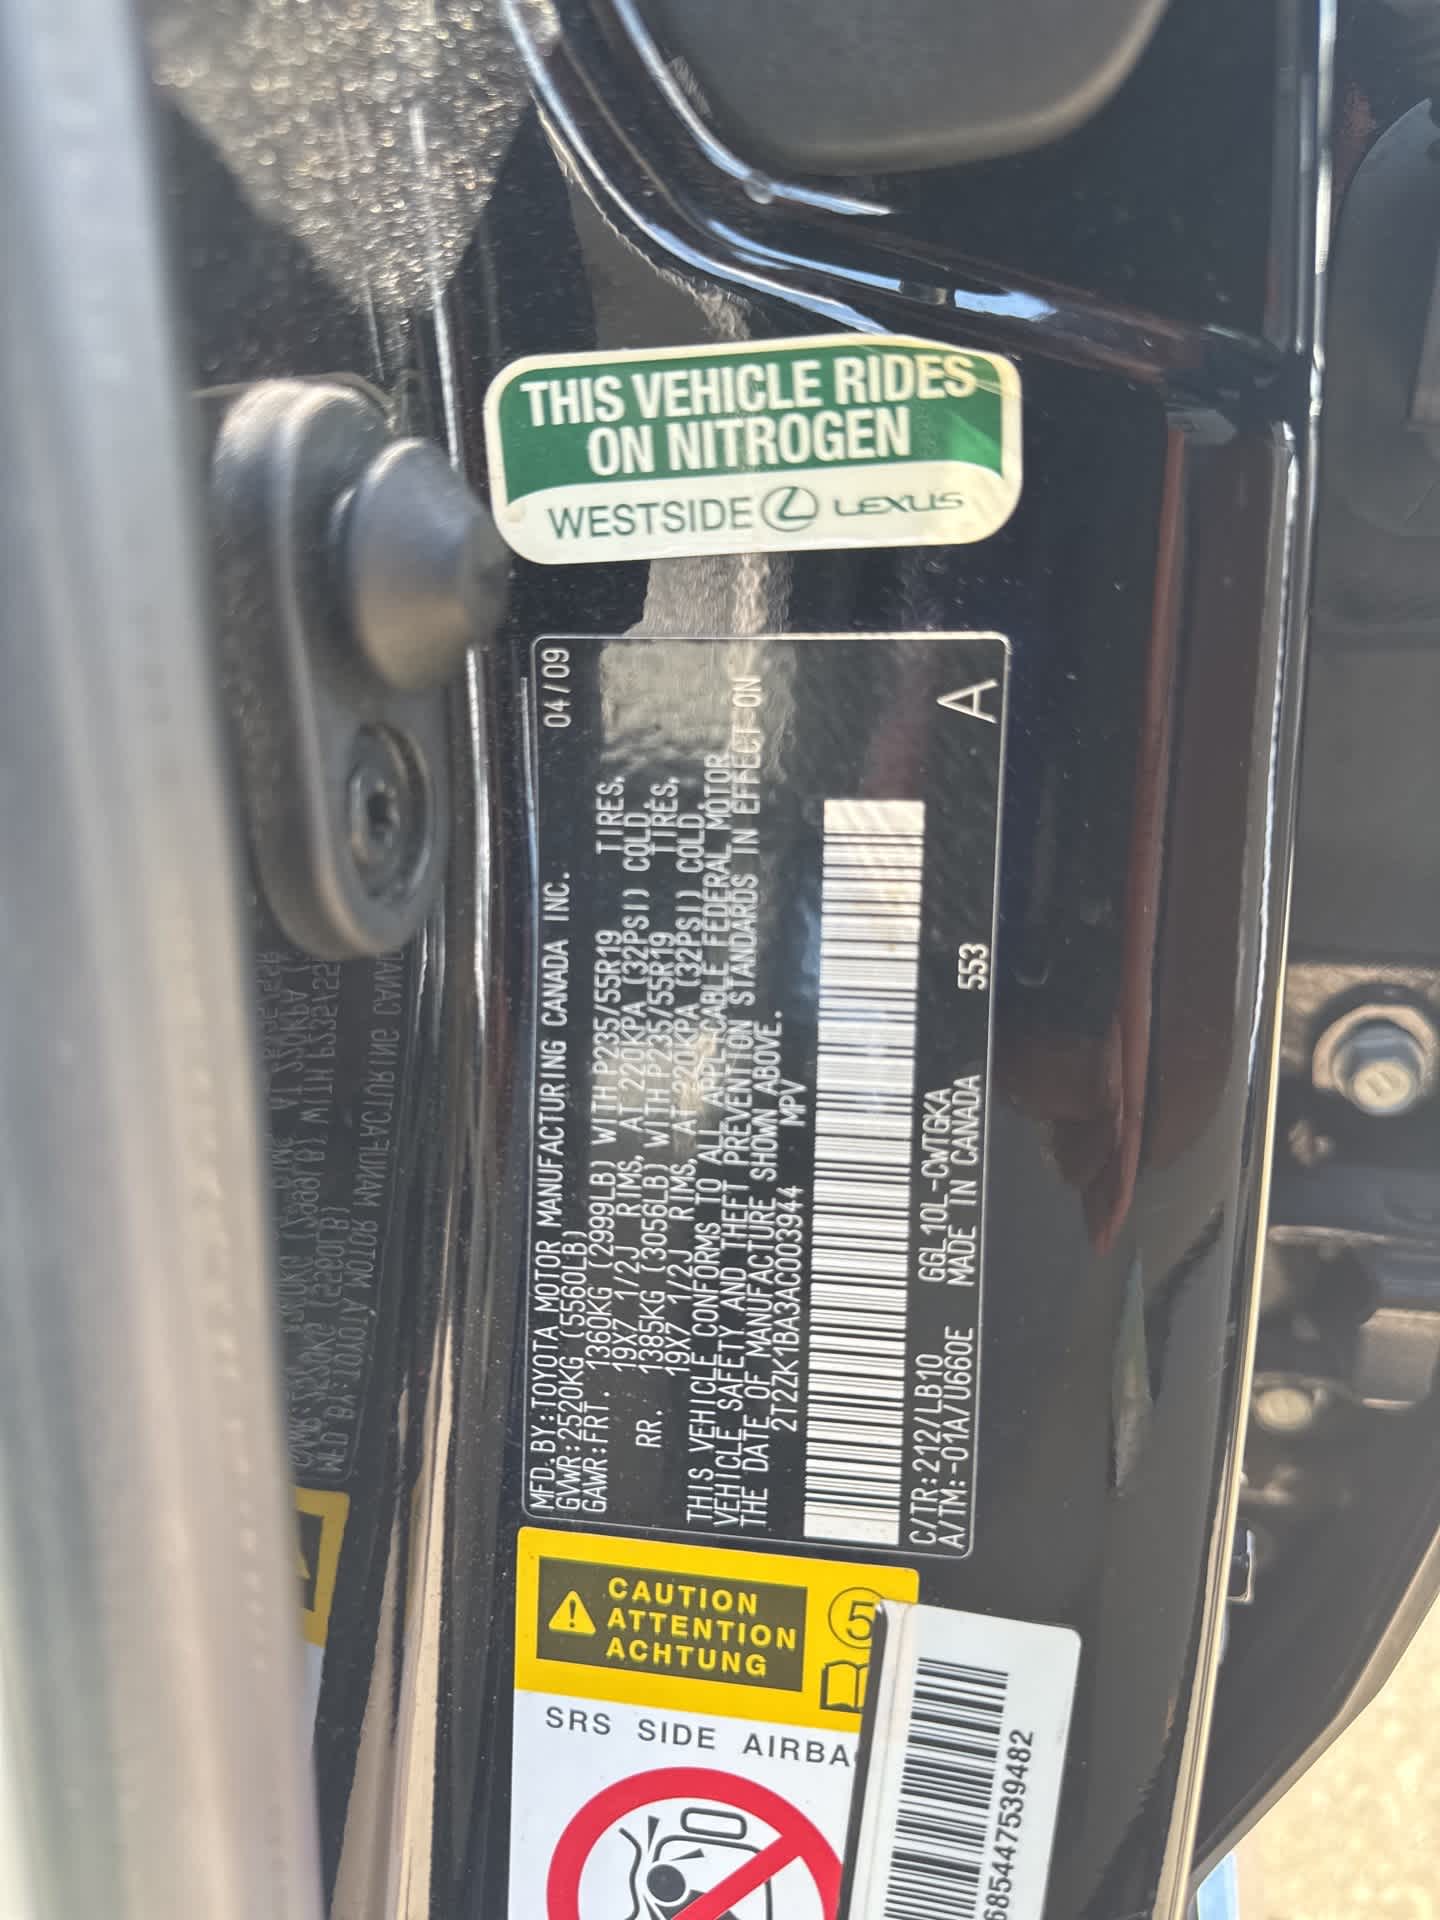 THIS VEHICLE RIDES
ON NITROGEN
WESTSIDE LEXUS
MFD.BY:TOYOTA MOTOR MANUFACTURING CANADA INC. 04/09
GVWR:2520KG (5560LB)
GAWR:FRT. 1360KG (2999LB) WITH P235/55R19 TIRES,
19X7 1/2J RIMS, AT 220KPA (32PSI) COLD.
RR. 1385KG (3056LB) WITH P235/55R19 TIRES,
19X7 1/2J RIMS, AT 220KPA (32PSI) COLD.
THIS VEHICLE CONFORMS TO ALL APPLICABLE FEDERAL MOTOR
VEHICLE SAFETY AND THEFT PREVENTION STANDARDS IN EFFECT ON
THE DATE OF MANUFACTURE SHOWN ABOVE.
2T2ZK1BA3AC003944 MPV
C/TR:212/LB10 GGL10L-CWTGKA
A/TM:-01A/U660E MADE IN CANADA 553
A
CAUTION
ATTENTION
ACHTUNG
5
SRS SIDE AIRBA
685447539482